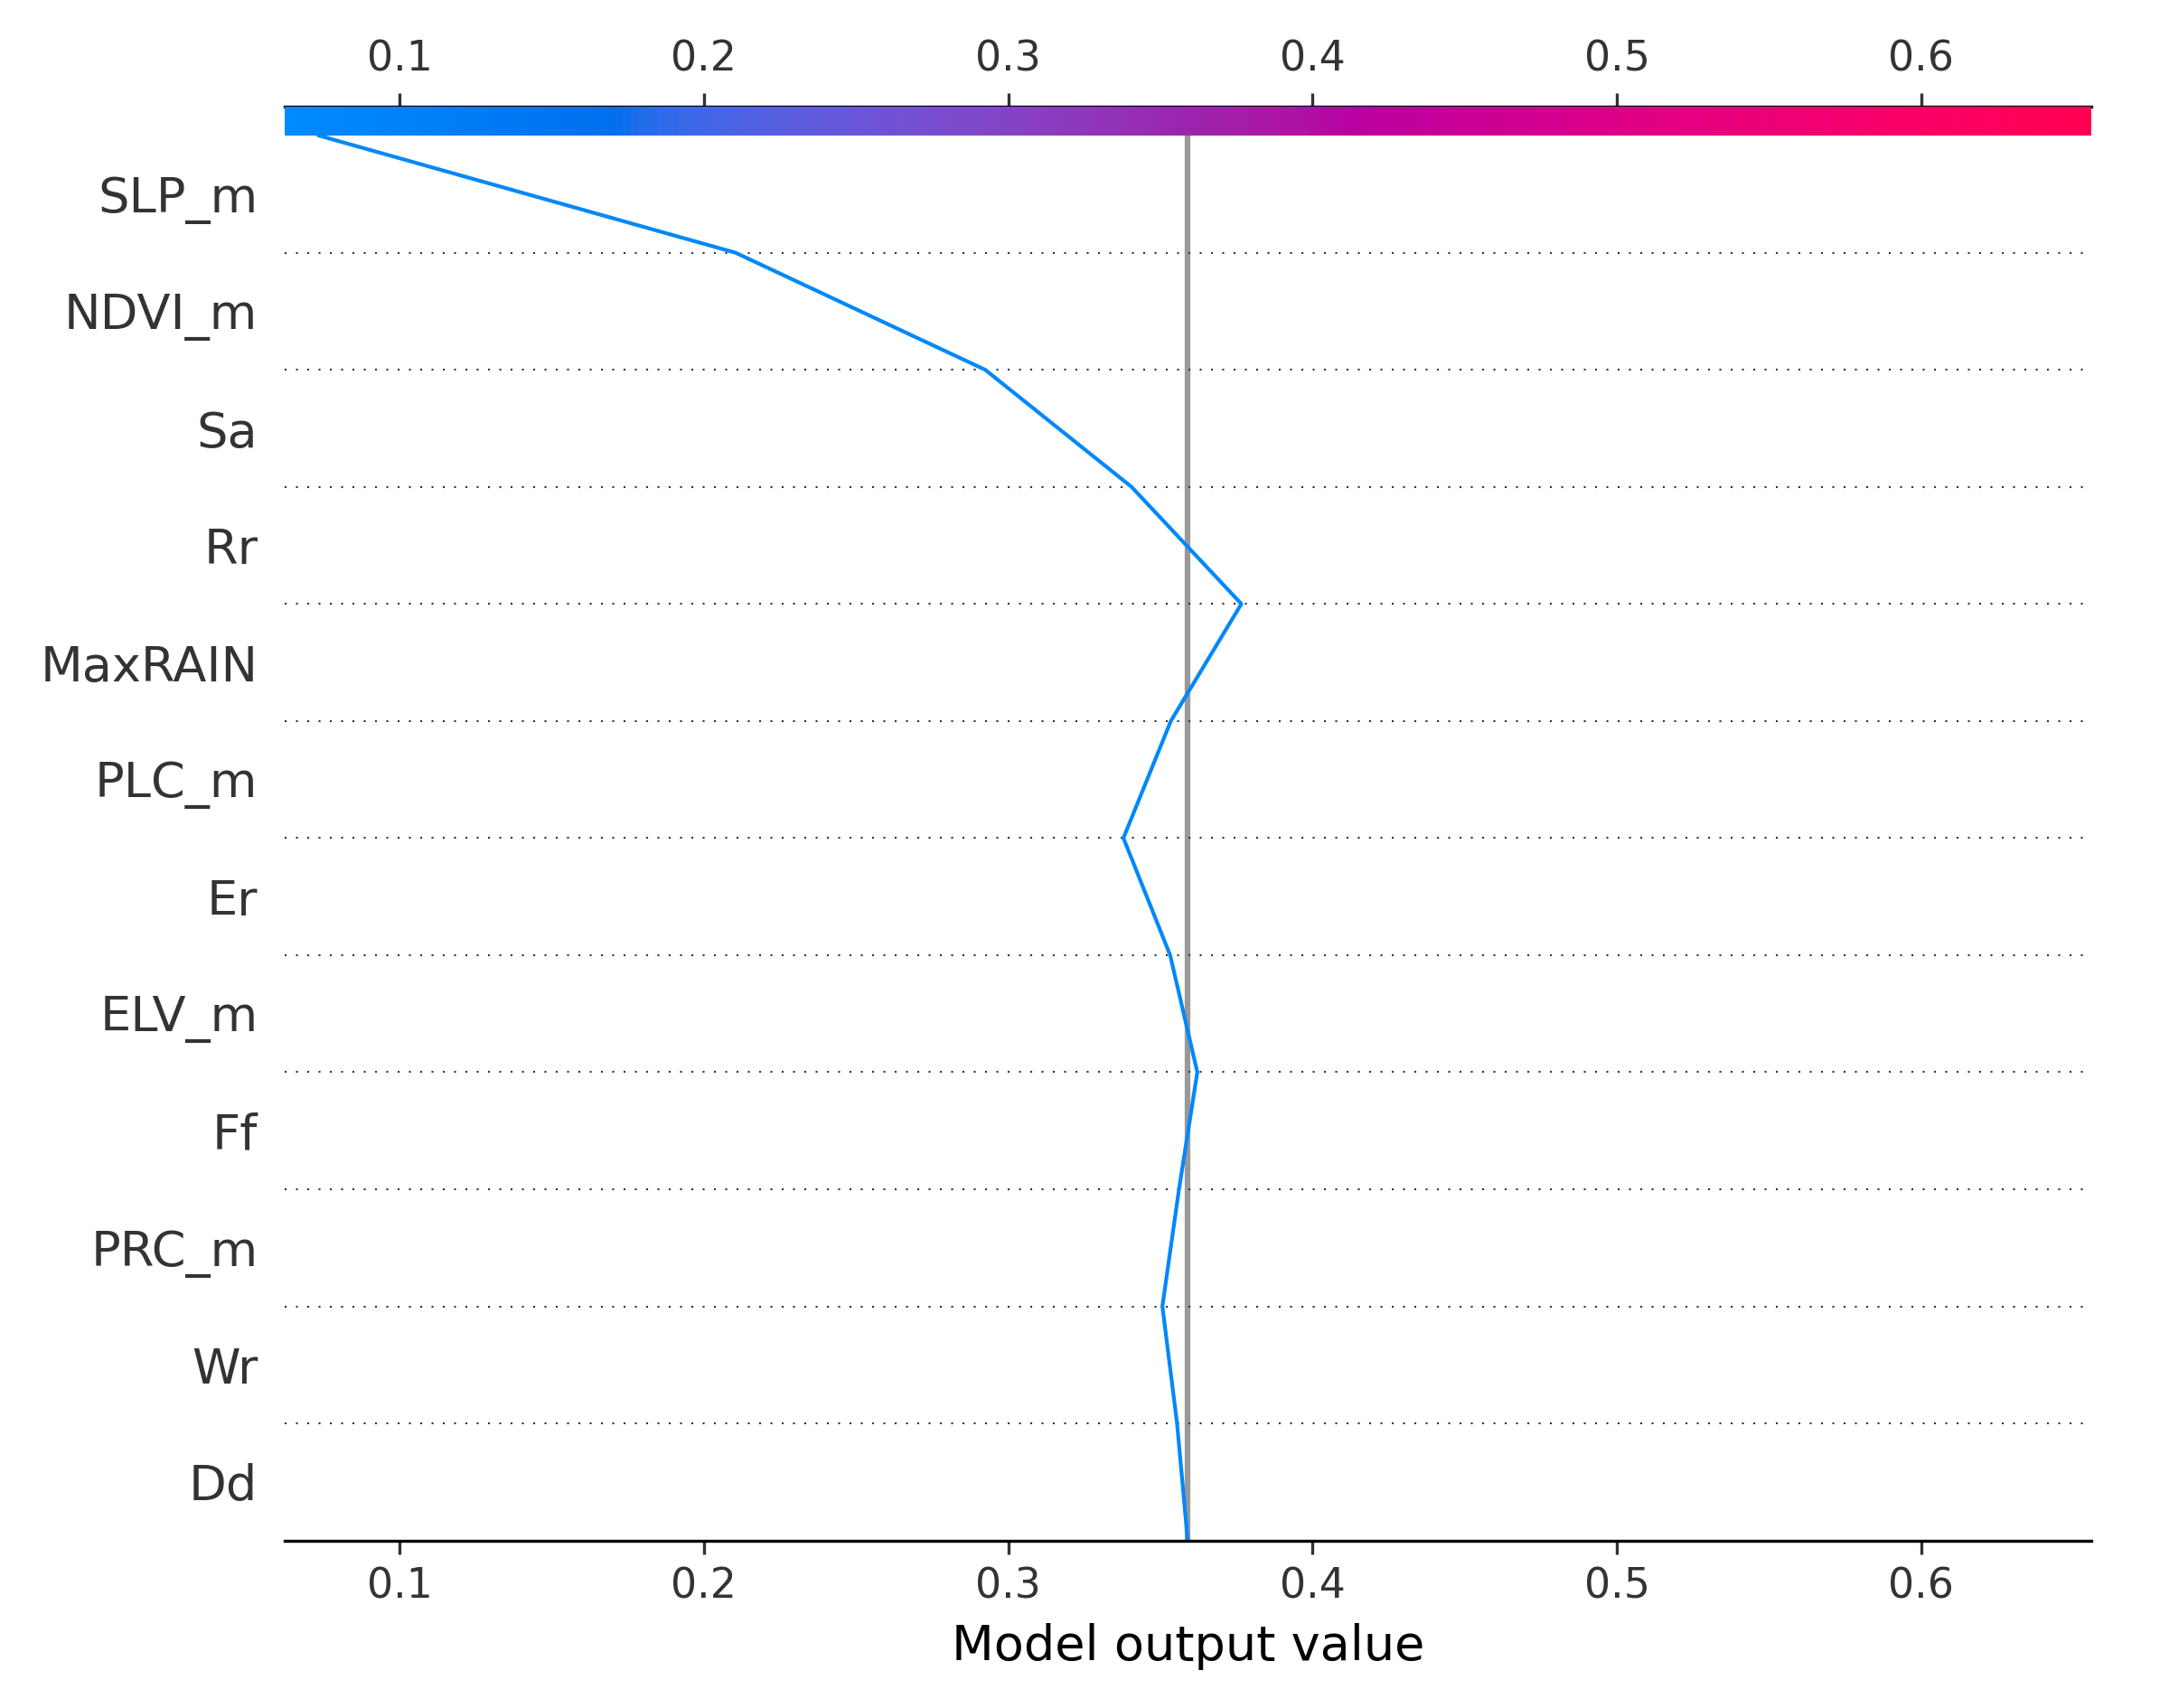 0.1 0.2 0.3 0.4 0.5 0.6
SLP_m
NDVI_m
Sa
Rr
MaxRAIN
PLC_m
Er
ELV_m
Ff
PRC_m
Wr
Dd
0.1 0.2 0.3 0.4 0.5 0.6
Model output value